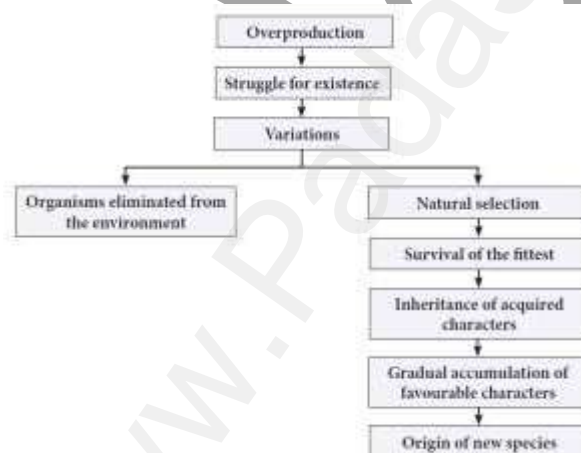 Overproduction
Struggle for existence
Variations
Organisms eliminated from
the environment
Natural selection
Survival of the fittest
Inheritance of acquired
characters
Gradual accumulation of
favourable characters
Origin of new species
w.Padas